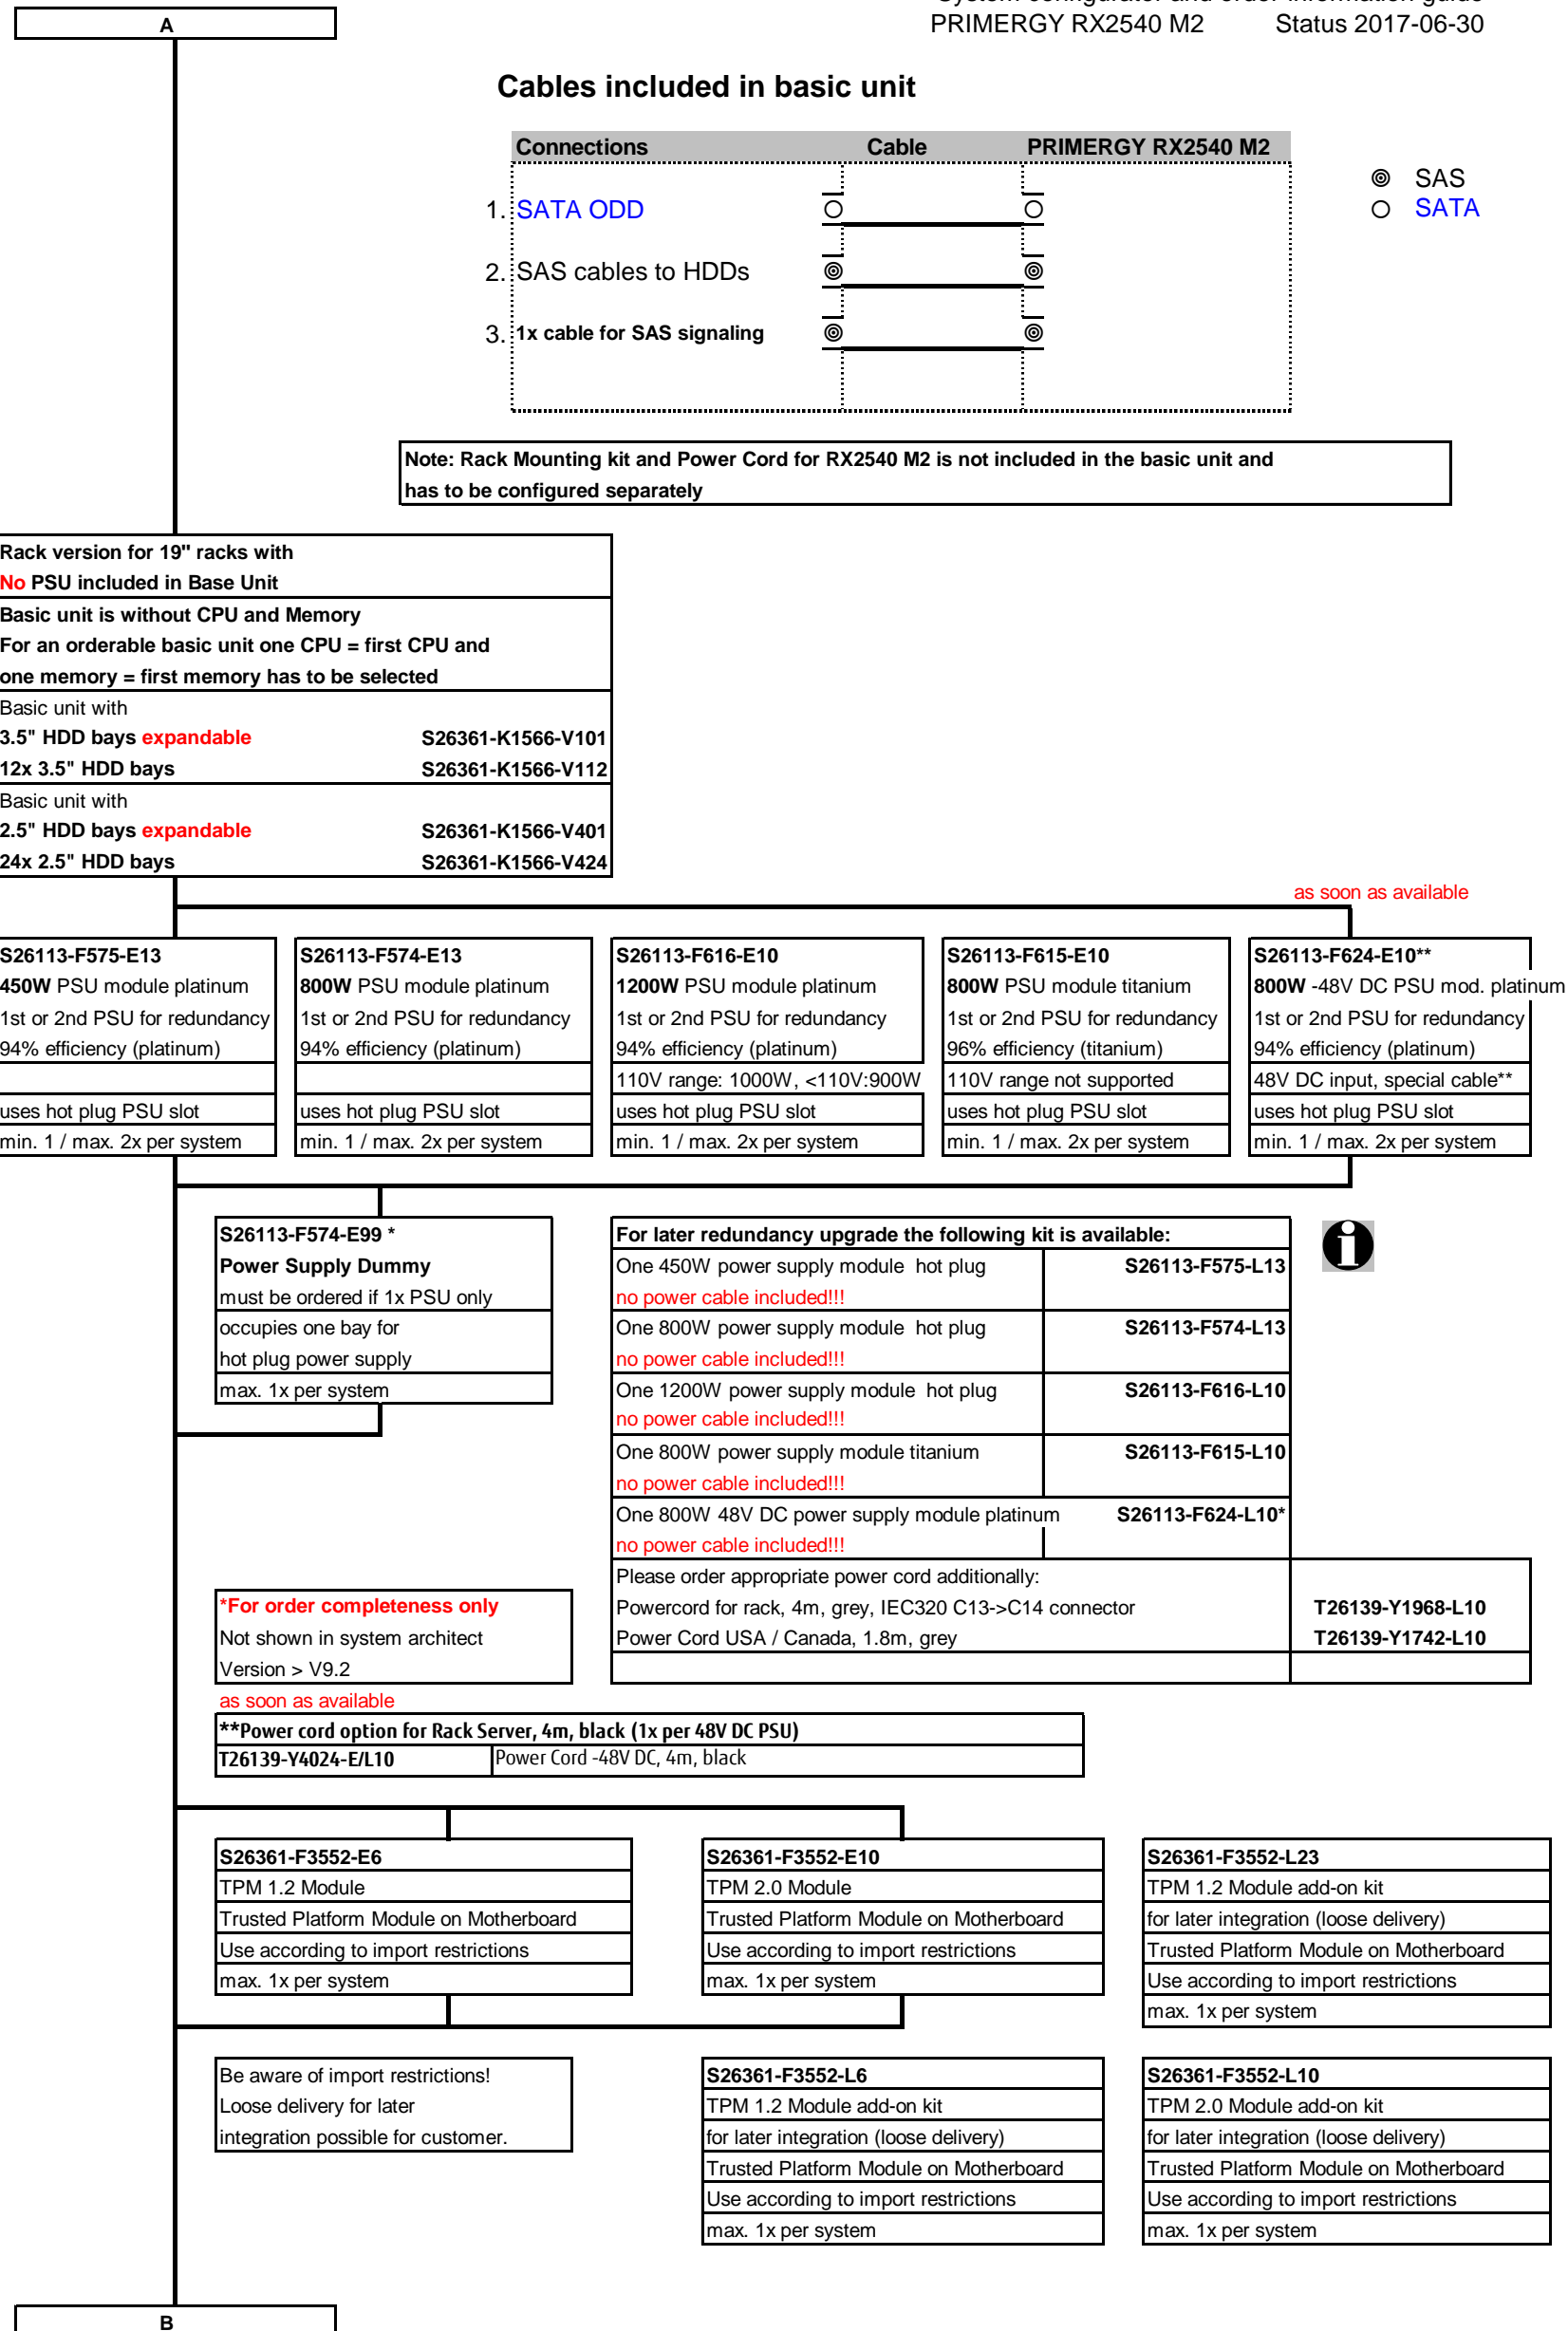 System configurator and order-information guide
PRIMERGY RX2540 M2 Status 2017-06-30
A
Cables included in basic unit
Connections Cable PRIMERGY RX2540 M2
SAS
SATA
1. SATA ODD
2. SAS cables to HDDs
3. 1x cable for SAS signaling
Note: Rack Mounting kit and Power Cord for RX2540 M2 is not included in the basic unit and
has to be configured separately
Rack version for 19" racks with
No PSU included in Base Unit
Basic unit is without CPU and Memory
For an orderable basic unit one CPU = first CPU and
one memory = first memory has to be selected
Basic unit with
3.5" HDD bays expandable S26361-K1566-V101
12x 3.5" HDD bays S26361-K1566-V112
Basic unit with
2.5" HDD bays expandable S26361-K1566-V401
24x 2.5" HDD bays S26361-K1566-V424
as soon as available
S26113-F575-E13
450W PSU module platinum
1st or 2nd PSU for redundancy
94% efficiency (platinum)
uses hot plug PSU slot
min. 1 / max. 2x per system
S26113-F574-E13
800W PSU module platinum
1st or 2nd PSU for redundancy
94% efficiency (platinum)
uses hot plug PSU slot
min. 1 / max. 2x per system
S26113-F616-E10
1200W PSU module platinum
1st or 2nd PSU for redundancy
94% efficiency (platinum)
110V range: 1000W, <110V:900W
uses hot plug PSU slot
min. 1 / max. 2x per system
S26113-F615-E10
800W PSU module titanium
1st or 2nd PSU for redundancy
96% efficiency (titanium)
110V range not supported
uses hot plug PSU slot
min. 1 / max. 2x per system
S26113-F624-E10**
800W -48V DC PSU mod. platinum
1st or 2nd PSU for redundancy
94% efficiency (platinum)
48V DC input, special cable**
uses hot plug PSU slot
min. 1 / max. 2x per system
S26113-F574-E99 *
Power Supply Dummy
must be ordered if 1x PSU only
occupies one bay for
hot plug power supply
max. 1x per system
For later redundancy upgrade the following kit is available:
One 450W power supply module hot plug S26113-F575-L13
no power cable included!!!
One 800W power supply module hot plug S26113-F574-L13
no power cable included!!!
One 1200W power supply module hot plug S26113-F616-L10
no power cable included!!!
One 800W power supply module titanium S26113-F615-L10
no power cable included!!!
One 800W 48V DC power supply module platinum S26113-F624-L10*
no power cable included!!!
Please order appropriate power cord additionally:
Powercord for rack, 4m, grey, IEC320 C13->C14 connector T26139-Y1968-L10
Power Cord USA / Canada, 1.8m, grey T26139-Y1742-L10
*For order completeness only
Not shown in system architect
Version > V9.2
as soon as available
**Power cord option for Rack Server, 4m, black (1x per 48V DC PSU)
T26139-Y4024-E/L10 Power Cord -48V DC, 4m, black
S26361-F3552-E6
TPM 1.2 Module
Trusted Platform Module on Motherboard
Use according to import restrictions
max. 1x per system
S26361-F3552-E10
TPM 2.0 Module
Trusted Platform Module on Motherboard
Use according to import restrictions
max. 1x per system
S26361-F3552-L23
TPM 1.2 Module add-on kit
for later integration (loose delivery)
Trusted Platform Module on Motherboard
Use according to import restrictions
max. 1x per system
Be aware of import restrictions!
Loose delivery for later
integration possible for customer.
S26361-F3552-L6
TPM 1.2 Module add-on kit
for later integration (loose delivery)
Trusted Platform Module on Motherboard
Use according to import restrictions
max. 1x per system
S26361-F3552-L10
TPM 2.0 Module add-on kit
for later integration (loose delivery)
Trusted Platform Module on Motherboard
Use according to import restrictions
max. 1x per system
B